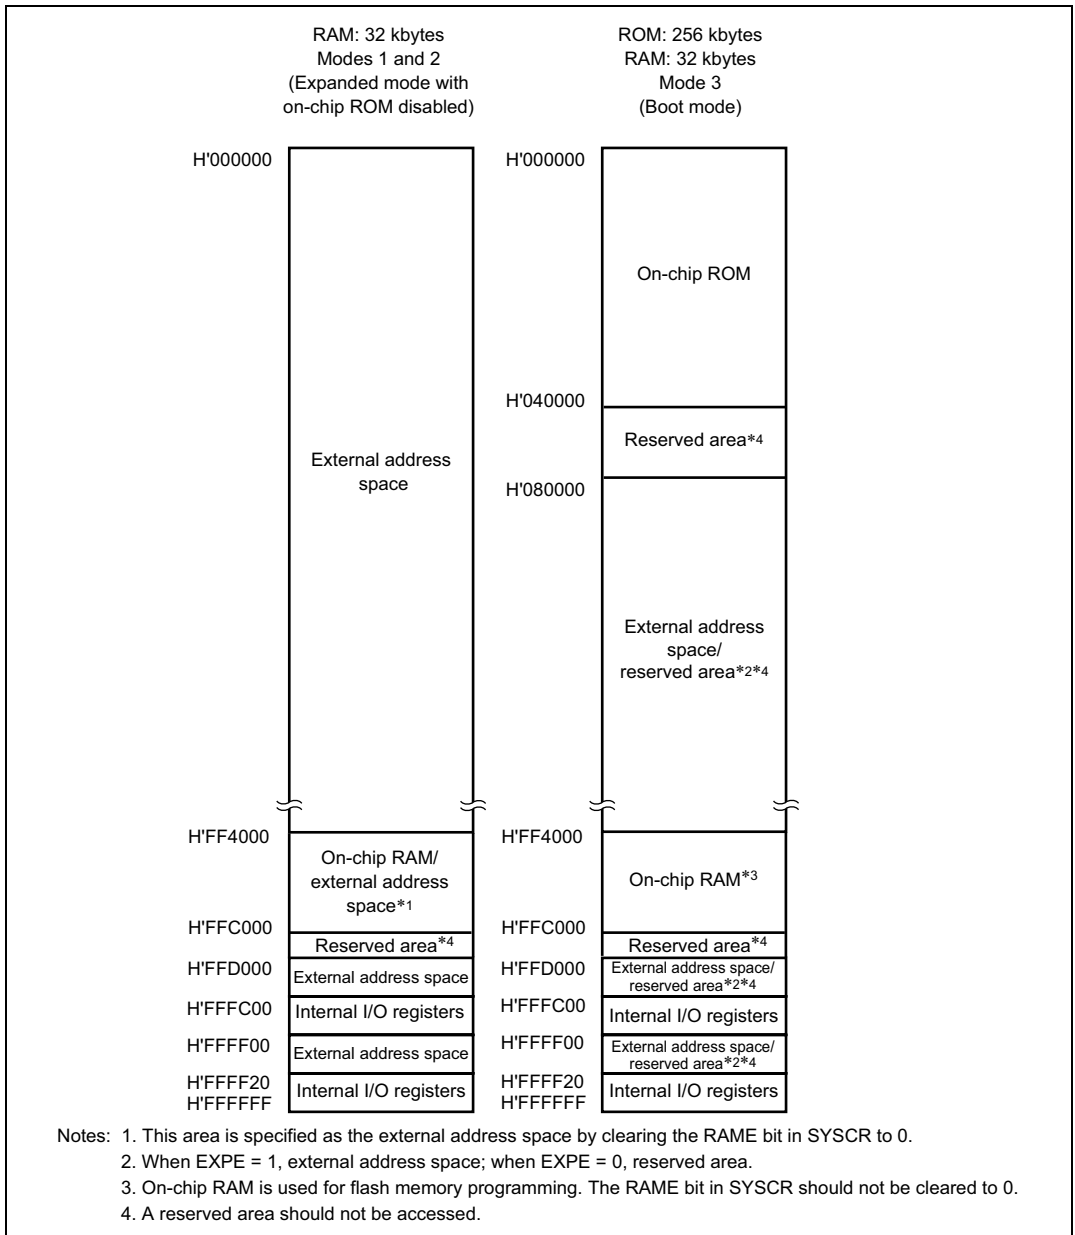 RAM: 32 kbytes
Modes 1 and 2
(Expanded mode with
on-chip ROM disabled)
H'000000
External address
space
H'FF4000
On-chip RAM/
external address
space*1
H'FFC000
Reserved area*4
H'FFD000
External address space
H'FFFC00
Internal I/O registers
H'FFFF00
External address space
H'FFFF20
Internal I/O registers
H'FFFFFF
ROM: 256 kbytes
RAM: 32 kbytes
Mode 3
(Boot mode)
H'000000
On-chip ROM
H'040000
Reserved area*4
H'080000
External address
space/
reserved area*2*4
H'FF4000
On-chip RAM*3
H'FFC000
Reserved area*4
H'FFD000
External address space/
reserved area*2*4
H'FFFC00
Internal I/O registers
H'FFFF00
External address space/
reserved area*2*4
H'FFFF20
Internal I/O registers
H'FFFFFF
Notes: 1. This area is specified as the external address space by clearing the RAME bit in SYSCR to 0.
2. When EXPE = 1, external address space; when EXPE = 0, reserved area.
3. On-chip RAM is used for flash memory programming. The RAME bit in SYSCR should not be cleared to 0.
4. A reserved area should not be accessed.